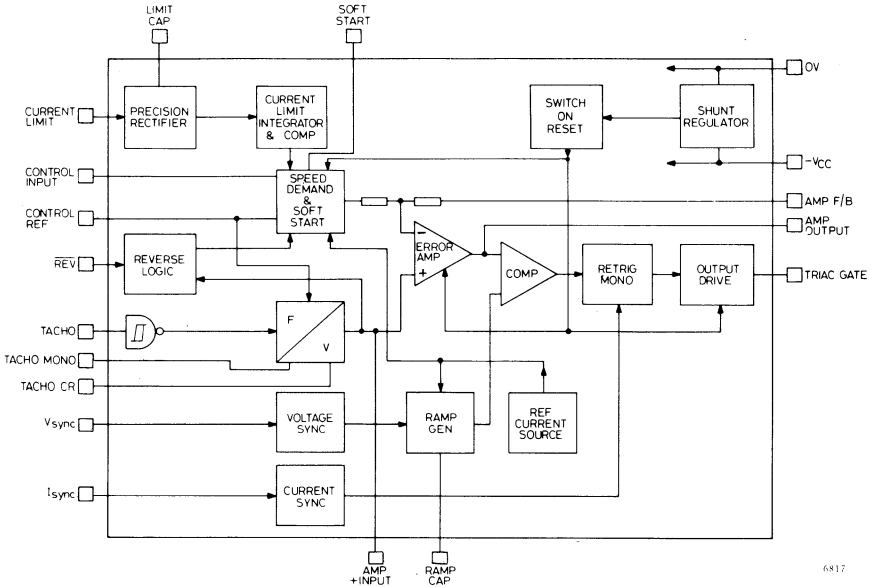 LIMIT
CAP
SOFT
START
OV
CURRENT
LIMIT
PRECISION
RECTIFIER
CURRENT
LIMIT
INTEGRATOR
& COMP
SWITCH
ON
RESET
SHUNT
REGULATOR
-VCC
CONTROL
INPUT
SPEED
DEMAND
&
SOFT
START
AMP F/B
CONTROL
REF
AMP
OUTPUT
REV
REVERSE
LOGIC
−
ERROR
AMP
+
COMP
RETRIG
MONO
OUTPUT
DRIVE
TRIAC GATE
TACHO
F
V
TACHO MONO
TACHO CR
Vsync
VOLTAGE
SYNC
RAMP
GEN
REF
CURRENT
SOURCE
Isync
CURRENT
SYNC
AMP
+INPUT
RAMP
CAP
6817